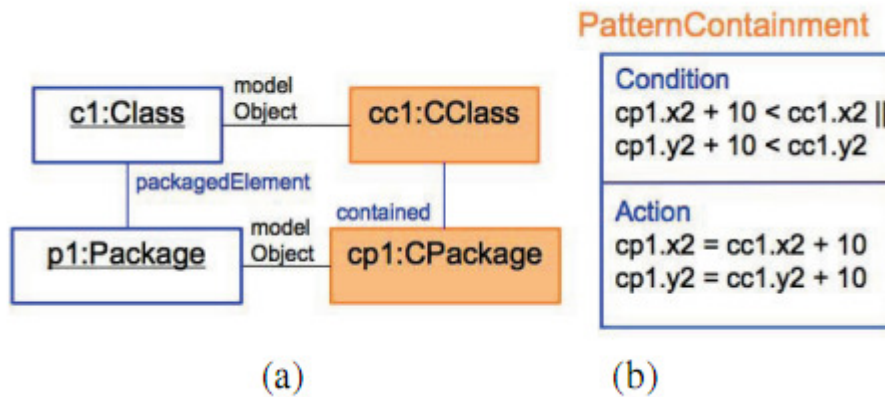 PatternContainment
model
Object
c1:Class
cc1:CClass
packagedElement
contained
model
Object
p1:Package
cp1:CPackage
Condition
cp1.x2 + 10 < cc1.x2 ||
cp1.y2 + 10 < cc1.y2
Action
cp1.x2 = cc1.x2 + 10
cp1.y2 = cc1.y2 + 10
(a)
(b)